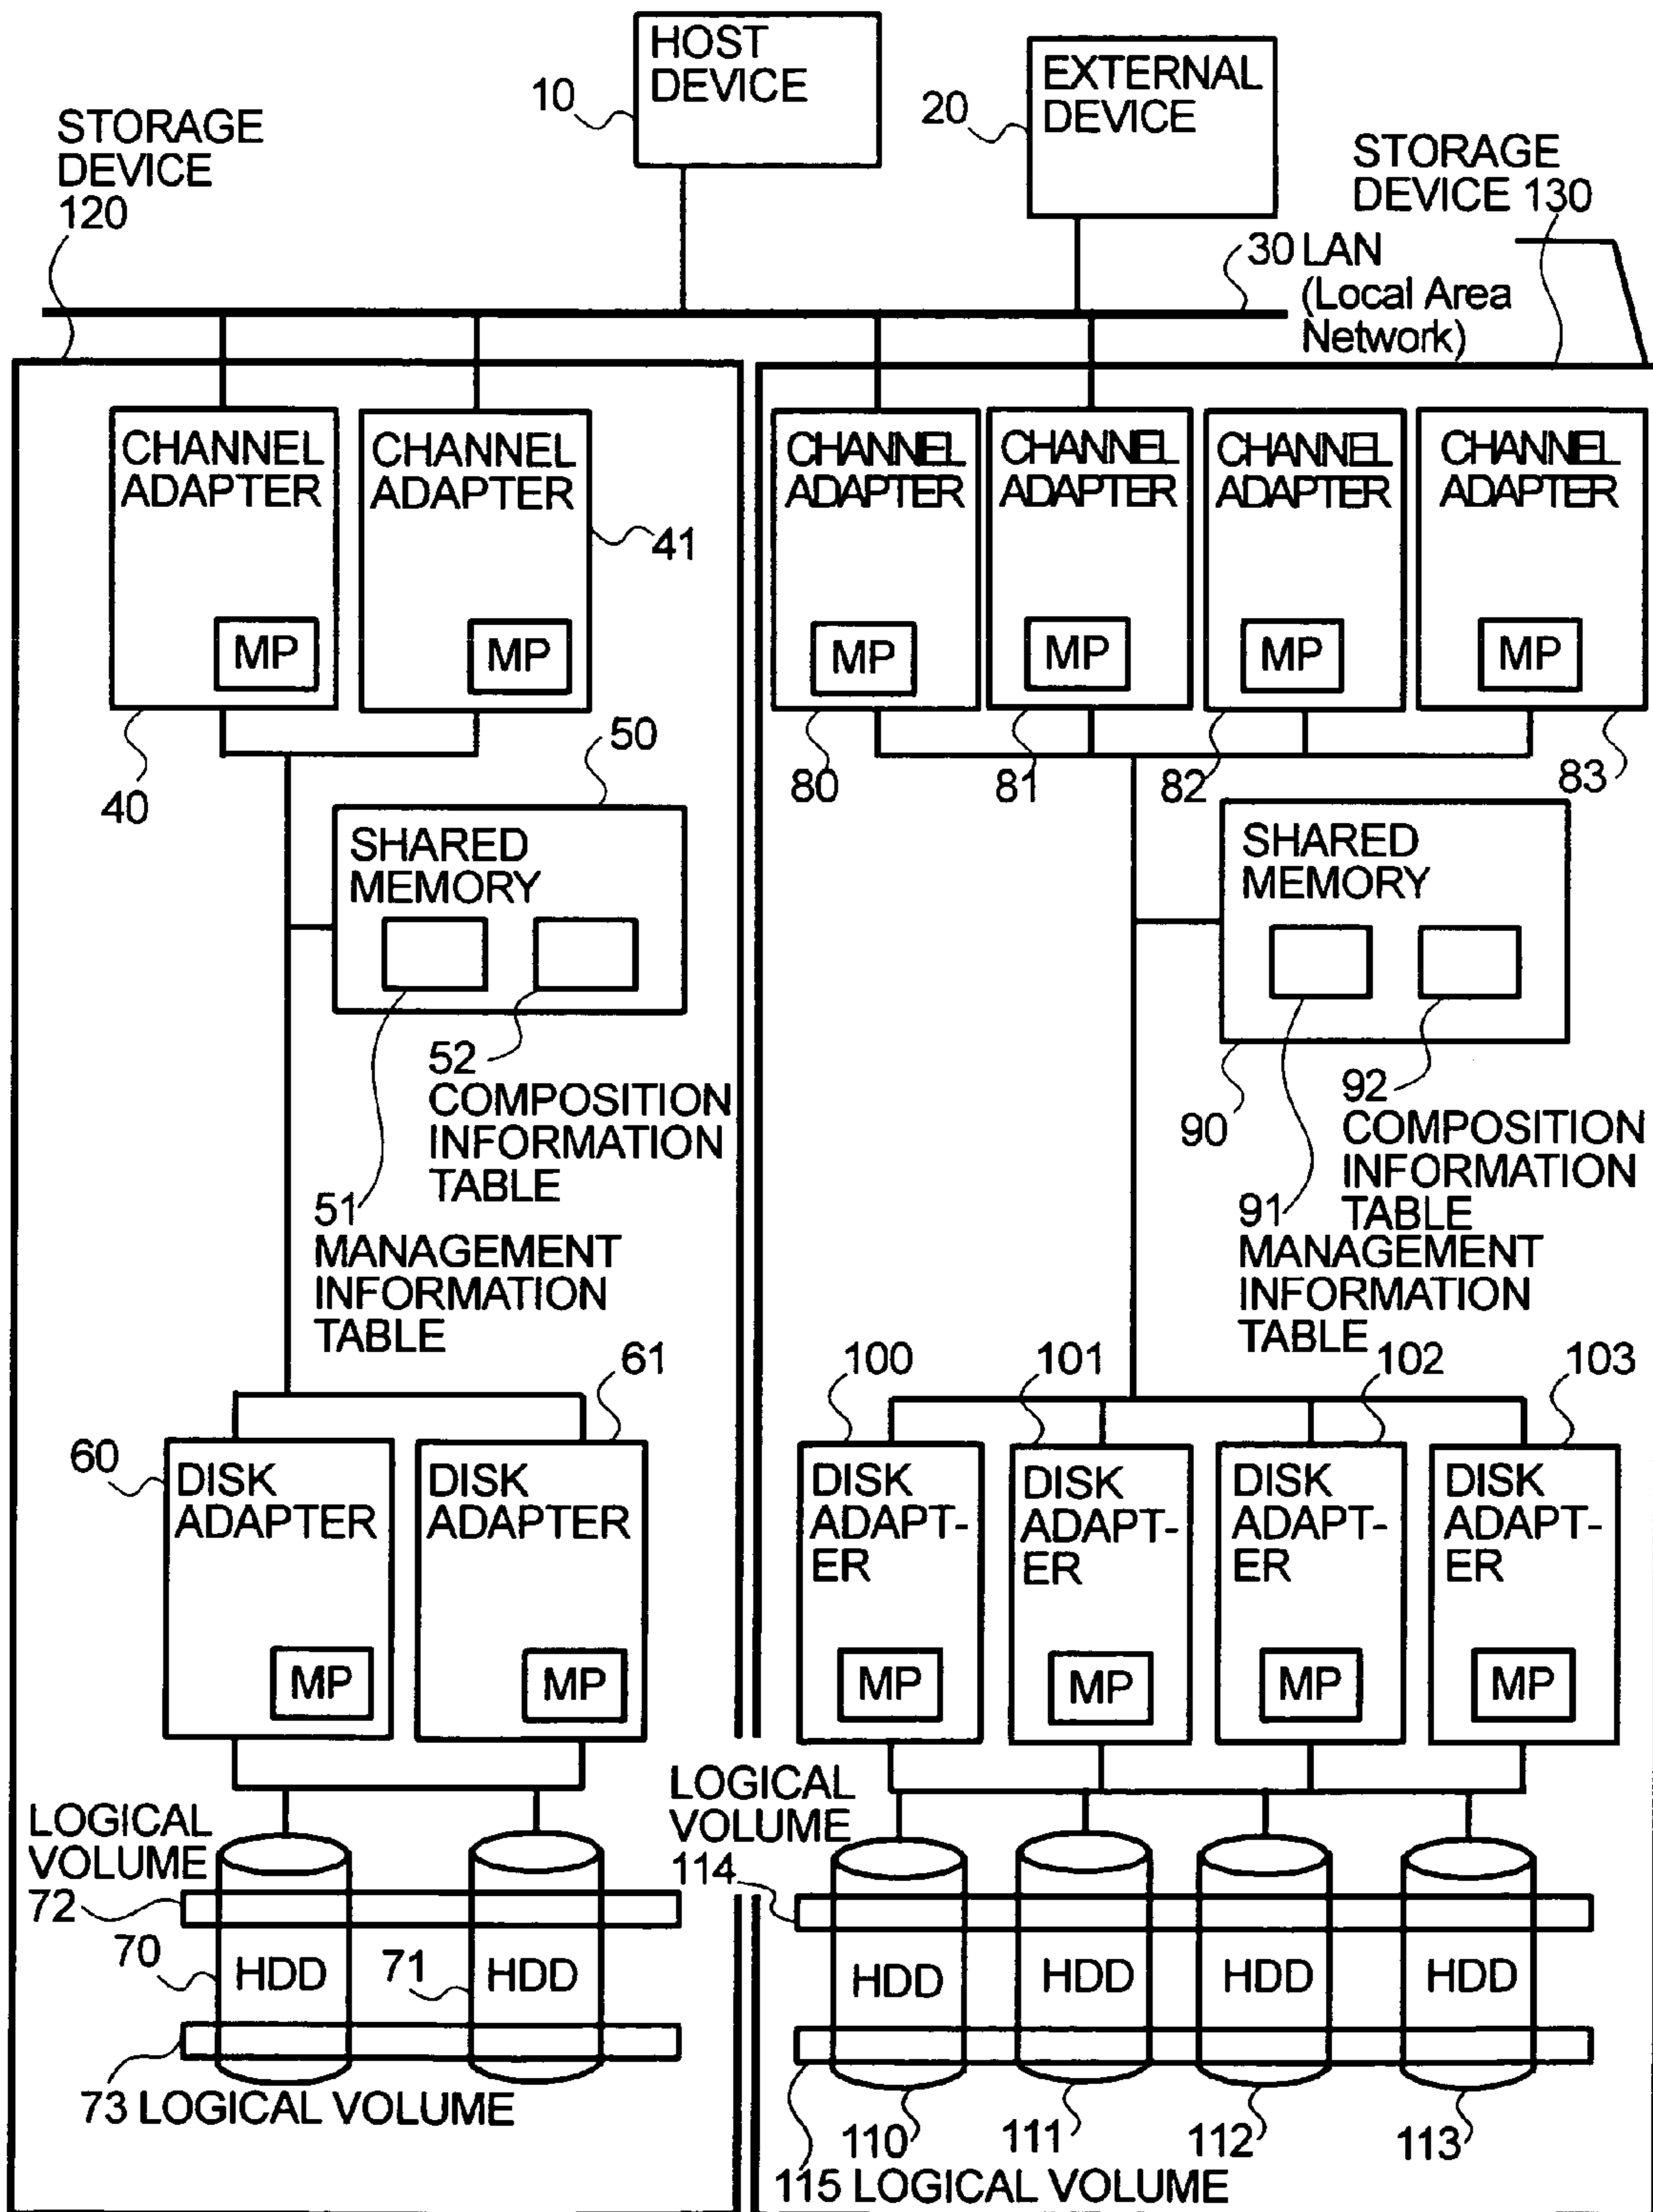 HOST
DEVICE
10
EXTERNAL
DEVICE
20
STORAGE
DEVICE
120
STORAGE
DEVICE 130
30 LAN
(Local Area
Network)
CHANNEL
ADAPTER
MP
40
CHANNEL
ADAPTER
MP
41
CHANNEL
ADAPTER
MP
80
CHANNEL
ADAPTER
MP
81
CHANNEL
ADAPTER
MP
82
CHANNEL
ADAPTER
MP
83
50
SHARED
MEMORY
52
COMPOSITION
INFORMATION
TABLE
51
MANAGEMENT
INFORMATION
TABLE
SHARED
MEMORY
90
92
COMPOSITION
INFORMATION
TABLE
91
MANAGEMENT
INFORMATION
TABLE
60
DISK
ADAPTER
MP
61
DISK
ADAPTER
MP
100
DISK
ADAPT-
ER
MP
101
DISK
ADAPT-
ER
MP
102
DISK
ADAPT-
ER
MP
103
DISK
ADAPT-
ER
MP
LOGICAL
VOLUME
72
70
HDD
71
HDD
73 LOGICAL VOLUME
LOGICAL
VOLUME
114
HDD
HDD
HDD
HDD
110
111
112
113
115 LOGICAL VOLUME